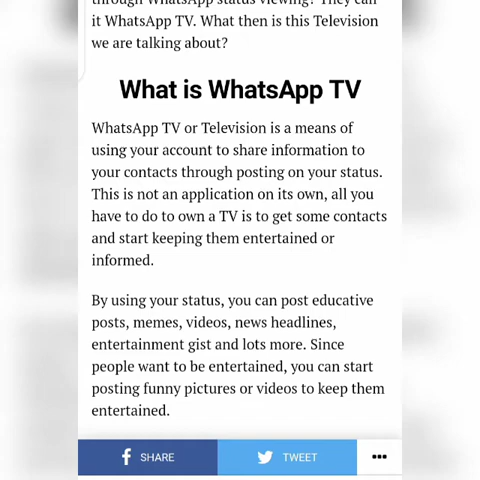 it WhatsApp TV. What then is this Television
we are talking about?
What is WhatsApp TV
WhatsApp TV or Television is a means of
using your account to share information to
your contacts through posting on your status.
This is not an application on its own, all you
have to do to own a TV is to get some contacts
and start keeping them entertained or
informed.
By using your status, you can post educative
posts, memes, videos, news headlines,
entertainment gist and lots more. Since
people want to be entertained, you can start
posting funny pictures or videos to keep them
entertained.
SHARE
TWEET